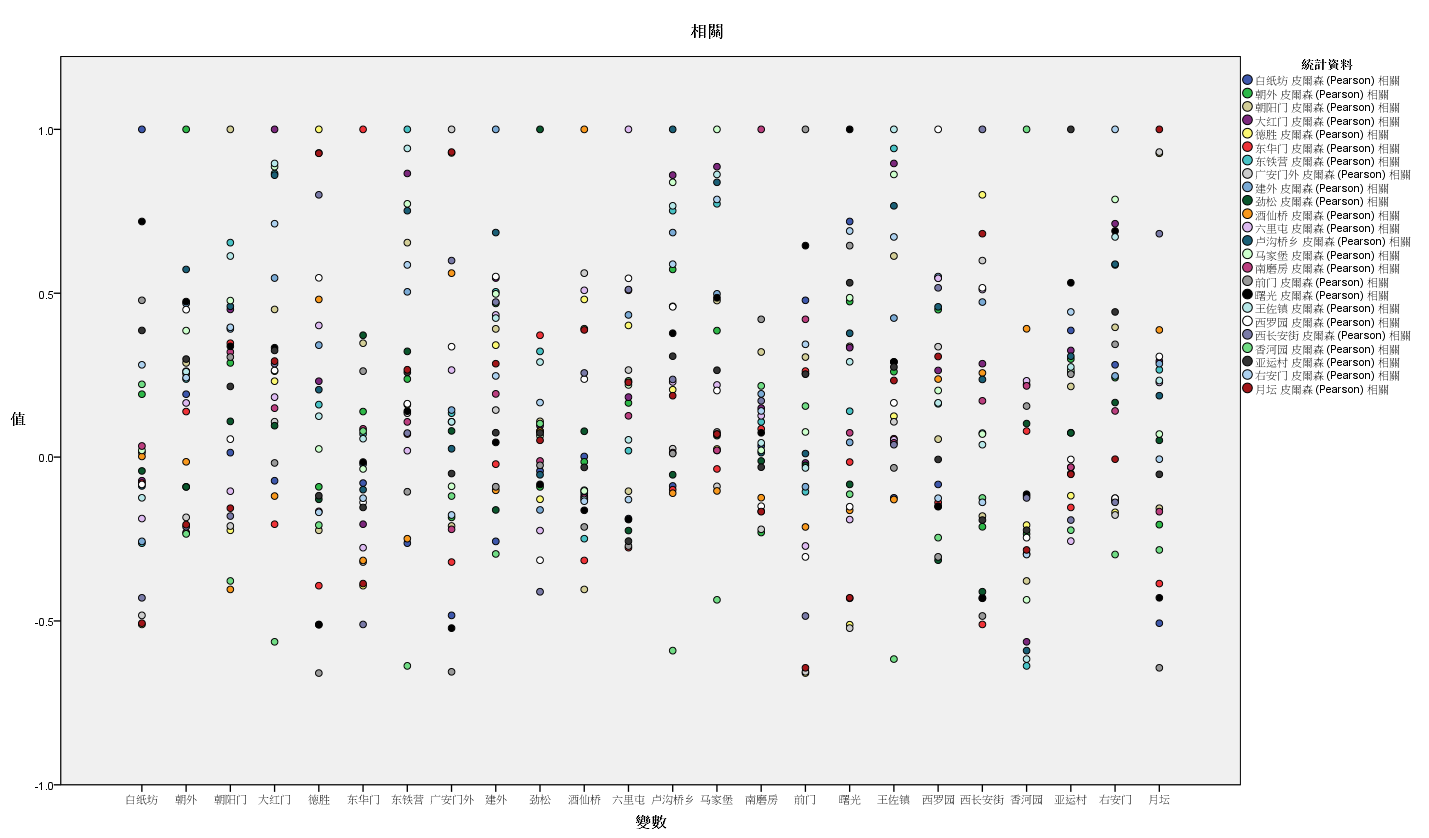 相關
統計資料
白纸坊 皮爾森 (Pearson) 相關
朝外 皮爾森 (Pearson) 相關
朝阳门 皮爾森 (Pearson) 相關
大红门 皮爾森 (Pearson) 相關
德胜 皮爾森 (Pearson) 相關
东华门 皮爾森 (Pearson) 相關
东铁营 皮爾森 (Pearson) 相關
广安门外 皮爾森 (Pearson) 相關
建外 皮爾森 (Pearson) 相關
劲松 皮爾森 (Pearson) 相關
酒仙桥 皮爾森 (Pearson) 相關
六里屯 皮爾森 (Pearson) 相關
卢沟桥乡 皮爾森 (Pearson) 相關
马家堡 皮爾森 (Pearson) 相關
南磨房 皮爾森 (Pearson) 相關
前门 皮爾森 (Pearson) 相關
曙光 皮爾森 (Pearson) 相關
王佐镇 皮爾森 (Pearson) 相關
西罗园 皮爾森 (Pearson) 相關
西长安街 皮爾森 (Pearson) 相關
香河园 皮爾森 (Pearson) 相關
亚运村 皮爾森 (Pearson) 相關
右安门 皮爾森 (Pearson) 相關
月坛 皮爾森 (Pearson) 相關
1.0
0.5
0.0
-0.5
-1.0
值
白纸坊 朝外 朝阳门 大红门 德胜 东华门 东铁营 广安门外 建外 劲松 酒仙桥 六里屯 卢沟桥乡 马家堡 南磨房 前门 曙光 王佐镇 西罗园 西长安街 香河园 亚运村 右安门 月坛
變數